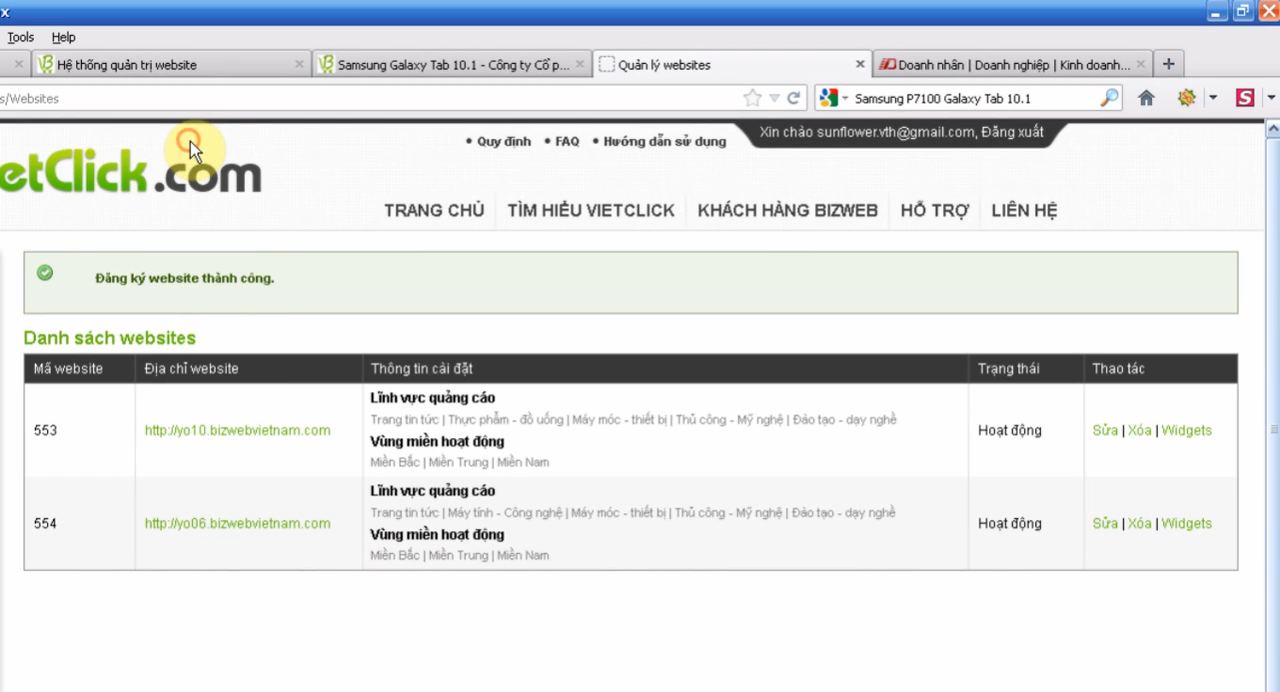 x
Tools Help
Hệ thống quản trị website
Samsung Galaxy Tab 10.1 - Công ty Cổ p...
Quản lý websites
Doanh nhân | Doanh nghiệp | Kinh doanh...
s/Websites
Samsung P7100 Galaxy Tab 10.1
• Quy định • FAQ • Hướng dẫn sử dụng
Xin chào sunflower.vth@gmail.com, Đăng xuất
etClick.com
TRANG CHỦ TÌM HIỂU VIETCLICK KHÁCH HÀNG BIZWEB HỖ TRỢ LIÊN HỆ
Đăng ký website thành công.
Danh sách websites
Mã website Địa chỉ website Thông tin cài đặt Trạng thái Thao tác
Lĩnh vực quảng cáo
Trang tin tức | Thực phẩm - đồ uống | Máy móc - thiết bị | Thủ công - Mỹ nghệ | Đào tạo - dạy nghề
553 http://yo10.bizwebvietnam.com Hoạt động Sửa | Xóa | Widgets
Vùng miền hoạt động
Miền Bắc | Miền Trung | Miền Nam
Lĩnh vực quảng cáo
Trang tin tức | Máy tính - Công nghệ | Máy móc - thiết bị | Thủ công - Mỹ nghệ | Đào tạo - dạy nghề
554 http://yo06.bizwebvietnam.com Hoạt động Sửa | Xóa | Widgets
Vùng miền hoạt động
Miền Bắc | Miền Trung | Miền Nam